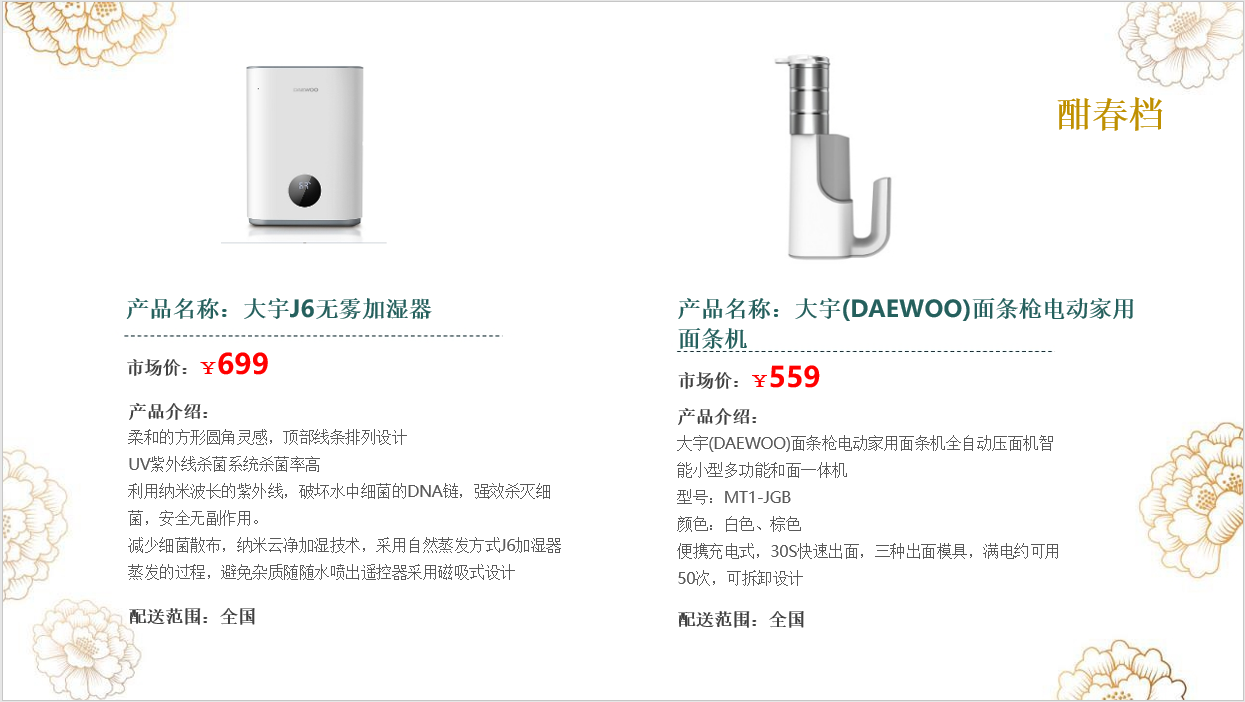 酣春档
DAEWOO
产品名称：大宇J6无雾加湿器
市场价：￥699
产品介绍：
柔和的方形圆角灵感，顶部线条排列设计
UV紫外线杀菌系统杀菌率高
利用纳米波长的紫外线，破坏水中细菌的DNA链，强效杀灭细
菌，安全无副作用。
减少细菌散布，纳米云净加湿技术，采用自然蒸发方式J6加湿器
蒸发的过程，避免杂质随随水喷出遥控器采用磁吸式设计
配送范围：全国
产品名称：大宇(DAEWOO)面条枪电动家用
面条机
市场价：￥559
产品介绍：
大宇(DAEWOO)面条枪电动家用面条机全自动压面机智
能小型多功能和面一体机
型号：MT1-JGB
颜色：白色、棕色
便携充电式，30S快速出面，三种出面模具，满电约可用
50次，可拆卸设计
配送范围：全国